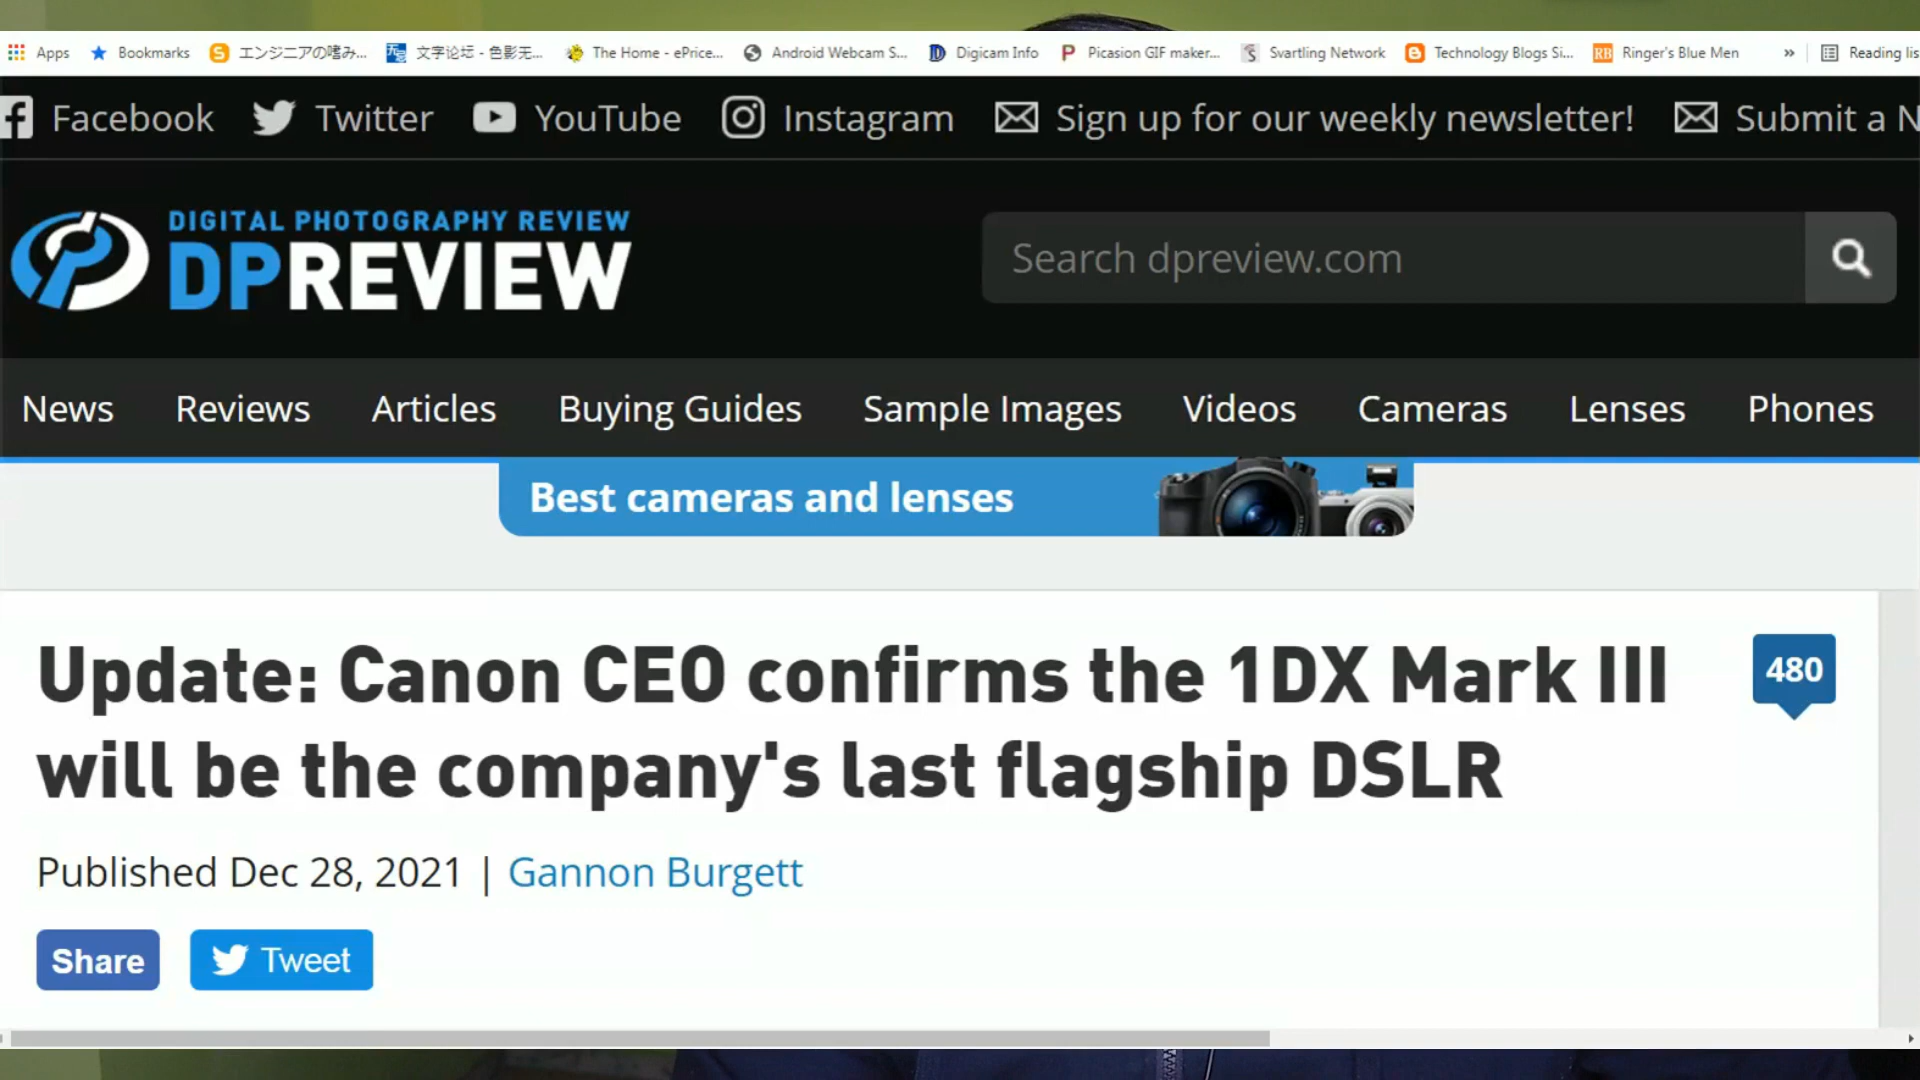 Apps Bookmarks エンジニアの嗜み... 文字论坛 - 色影无... The Home - ePrice... Android Webcam S... Digicam Info Picasion GIF maker... Svartling Network Technology Blogs Si... RB Ringer's Blue Men » Reading lis
Facebook Twitter YouTube Instagram Sign up for our weekly newsletter! Submit a N
DIGITAL PHOTOGRAPHY REVIEW
DPREVIEW
Search dpreview.com
News Reviews Articles Buying Guides Sample Images Videos Cameras Lenses Phones
Best cameras and lenses
Update: Canon CEO confirms the 1DX Mark III
480
will be the company's last flagship DSLR
Published Dec 28, 2021 | Gannon Burgett
Share Tweet